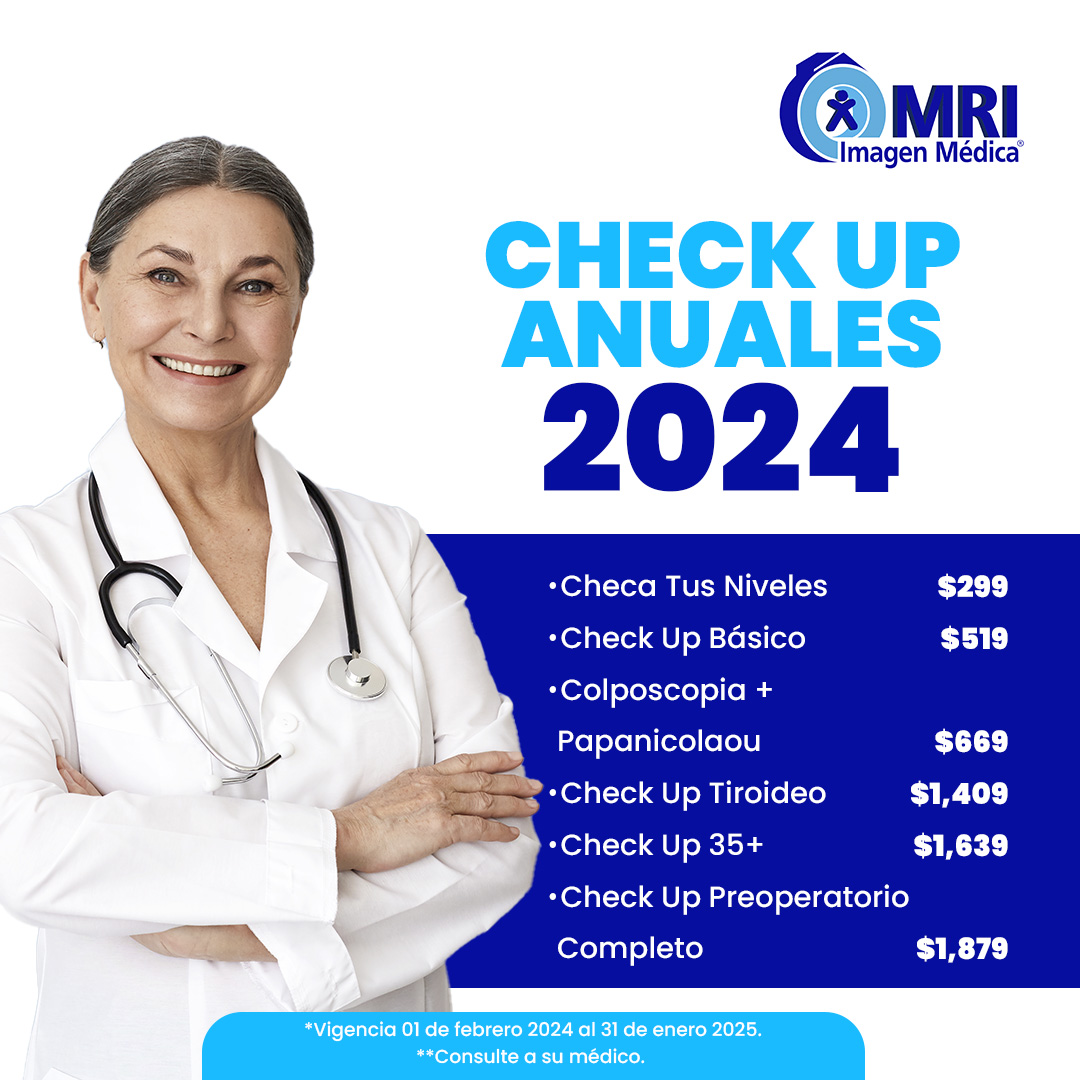 MRI
Imagen Médica®
CHECK UP
ANUALES
2024
•Checa Tus Niveles $299
•Check Up Básico $519
•Colposcopia +
Papanicolaou $669
•Check Up Tiroideo $1,409
•Check Up 35+ $1,639
•Check Up Preoperatorio
Completo $1,879
*Vigencia 01 de febrero 2024 al 31 de enero 2025.
**Consulte a su médico.